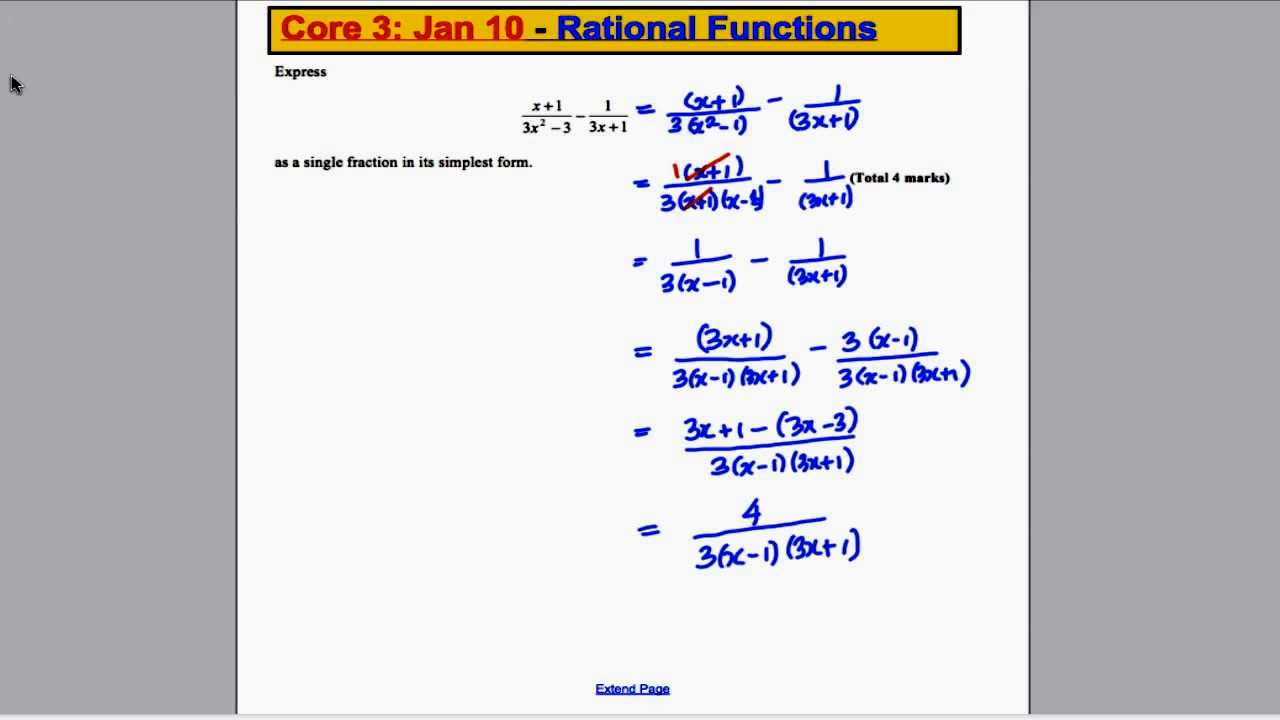 Core 3: Jan 10 - Rational Functions
Express
x+1/3x² − 3 − 1/3x+1 = (x+1)/3(x²−1) − 1/(3x+1)
as a single fraction in its simplest form.
= 1(x+1)/3(x+1)(x−1) − 1/(3x+1)
(Total 4 marks)
= 1/3(x−1) − 1/(3x+1)
= (3x+1)/3(x−1)(3x+1) − 3(x−1)/3(x−1)(3x+1)
= 3x+1−(3x−3)/3(x−1)(3x+1)
= 4/3(x−1)(3x+1)
Extend Page